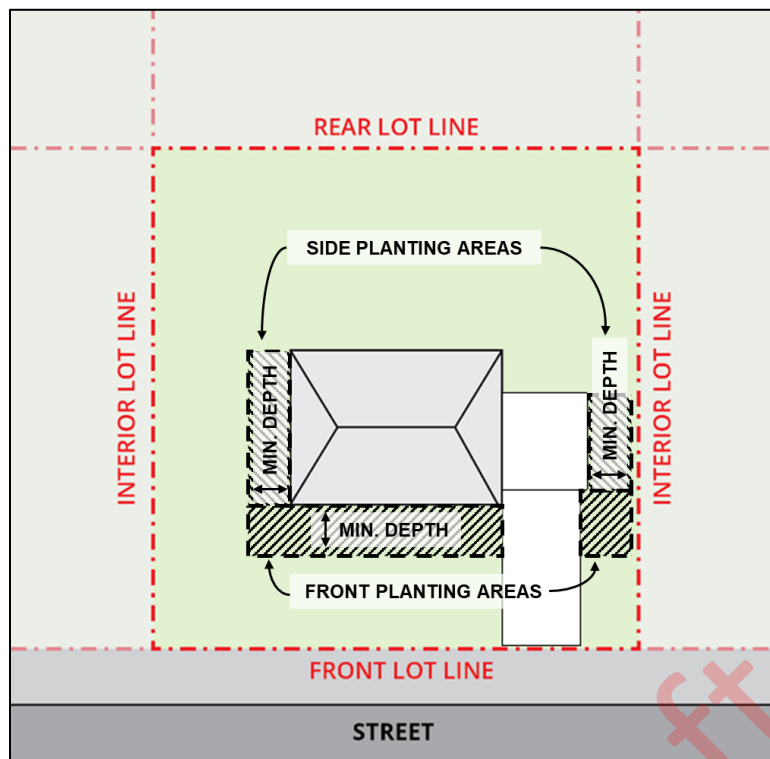 REAR LOT LINE
SIDE PLANTING AREAS
INTERIOR LOT LINE
INTERIOR LOT LINE
MIN. DEPTH
MIN. DEPTH
MIN. DEPTH
FRONT PLANTING AREAS
FRONT LOT LINE
STREET
ft